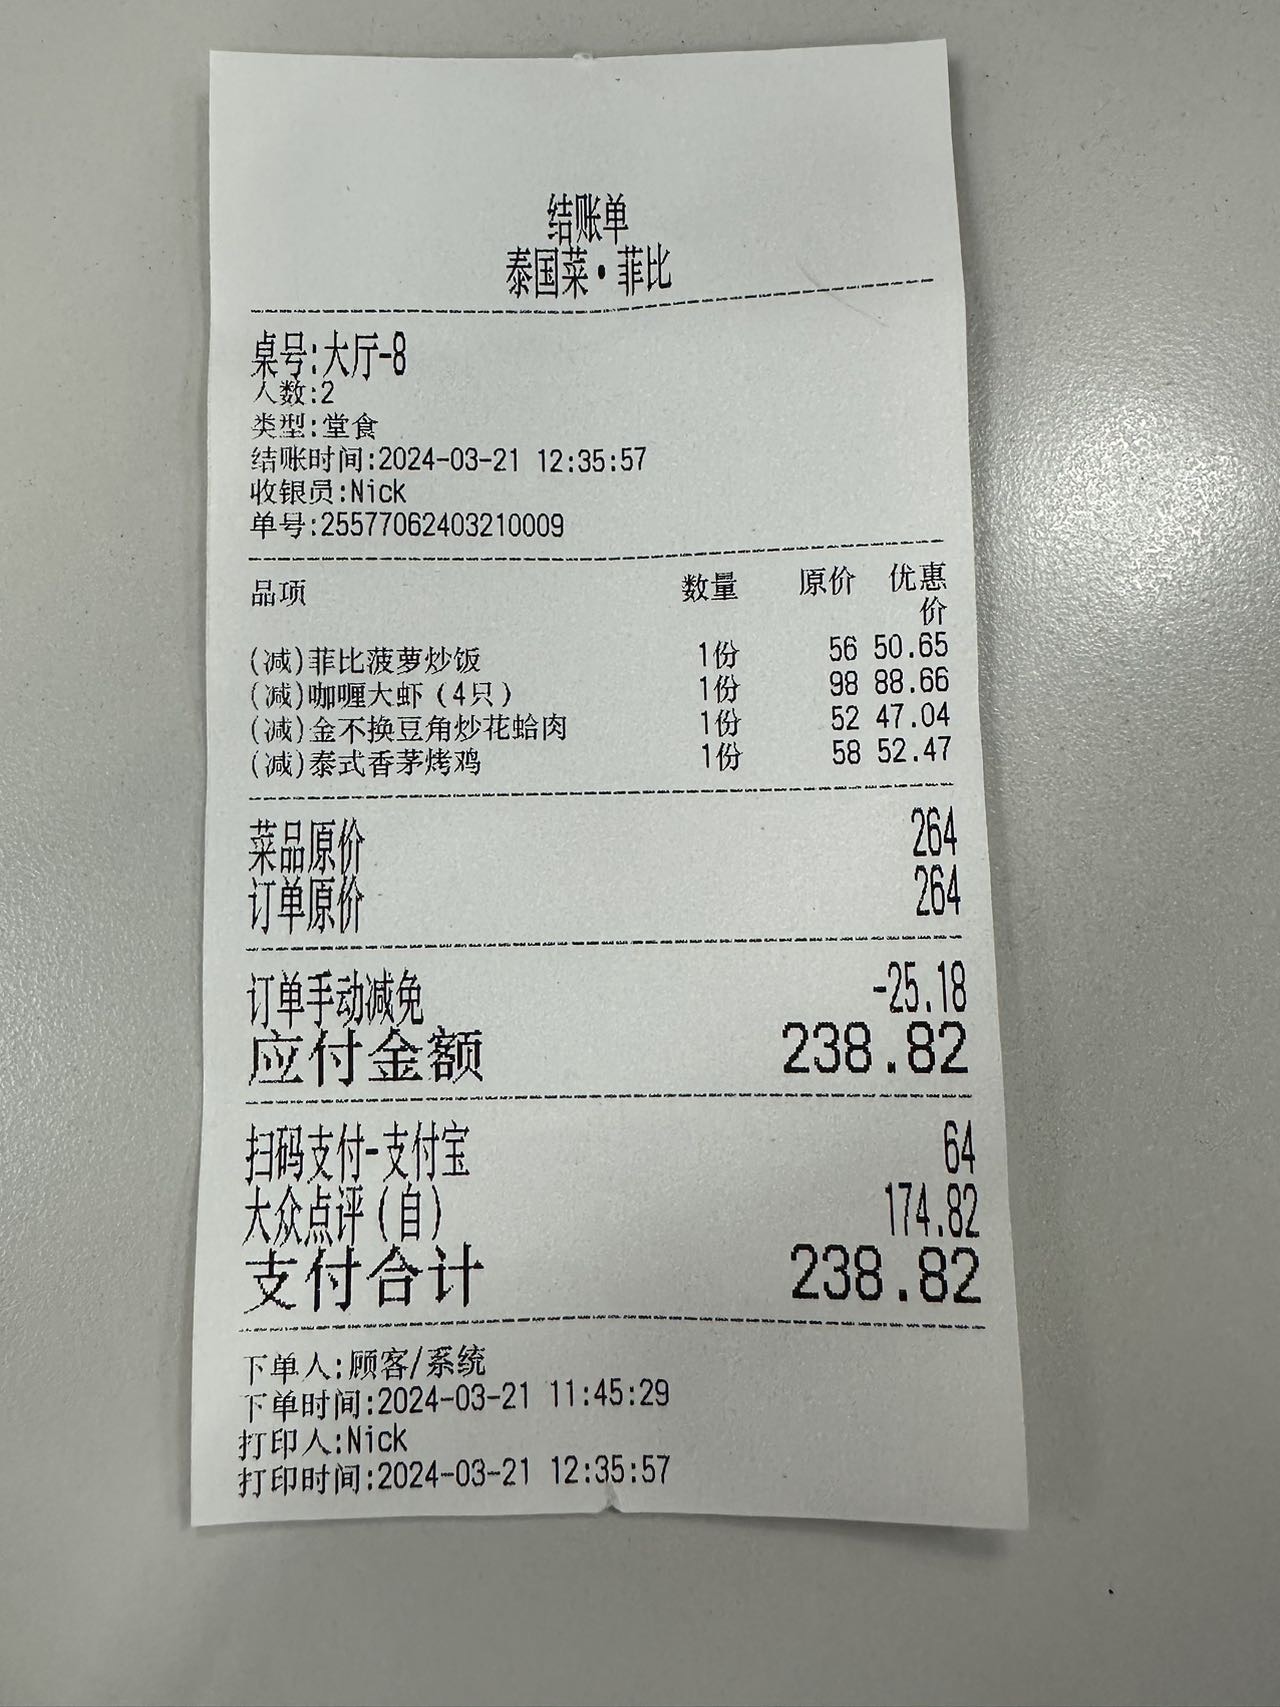 结账单
泰国菜·菲比
桌号:大厅-8
人数:2
类型:堂食
结账时间:2024-03-21 12:35:57
收银员:Nick
单号:25577062403210009
品项 数量 原价 优惠价
(减)菲比菠萝炒饭 1份 56 50.65
(减)咖喱大虾(4只) 1份 98 88.66
(减)金不换豆角炒花蛤肉 1份 52 47.04
(减)泰式香茅烤鸡 1份 58 52.47
菜品原价 264
订单原价 264
订单手动减免 -25.18
应付金额 238.82
扫码支付-支付宝 64
大众点评(自) 174.82
支付合计 238.82
下单人:顾客/系统
下单时间:2024-03-21 11:45:29
打印人:Nick
打印时间:2024-03-21 12:35:57